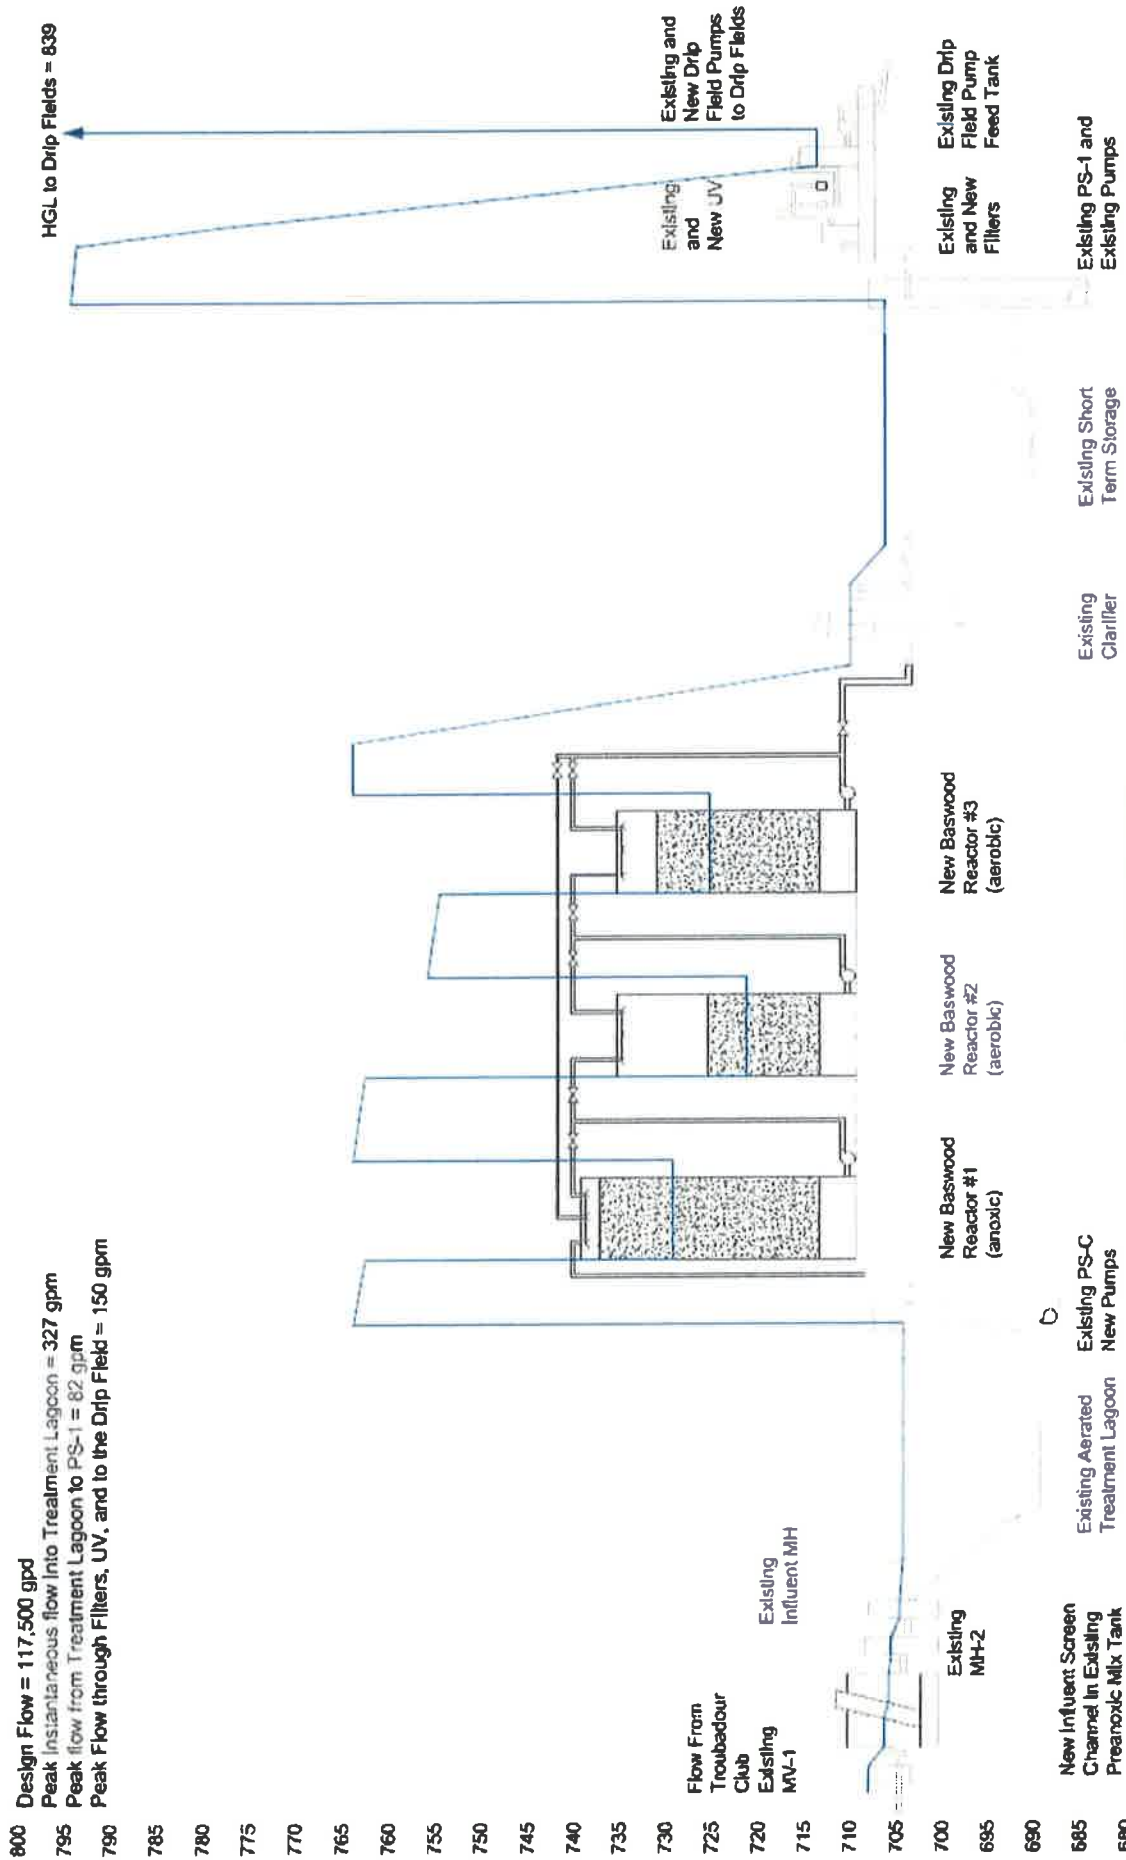 800
795
790
785
780
775
770
765
760
755
750
745
740
735
730
725
720
715
710
705
700
695
690
685
680
Design Flow = 117,500 gpd
Peak Instantaneous flow Into Treatment Lagoon = 327 gpm
Peak flow from Treatment Lagoon to PS-1 = 82 gpm
Peak Flow through Filters, UV, and to the Drip Field = 150 gpm
HGL to Drip Fields = 839
Flow From
Troubadour
Club
Existing
MV-1
Existing
Influent MH
Existing
MH-2
New Influent Screen
Channel in Existing
Preanoxic Mix Tank
Existing Aerated
Treatment Lagoon
Existing PS-C
New Pumps
New Baswood
Reactor #1
(anoxic)
New Baswood
Reactor #2
(aerobic)
New Baswood
Reactor #3
(aerobic)
Existing
Clarifier
Existing Short
Term Storage
Existing PS-1 and
Existing Pumps
Existing
and New
Filters
Existing
and
New UV
Existing Drip
Field Pump
Feed Tank
Existing and
New Drip
Field Pumps
to Drip Fields